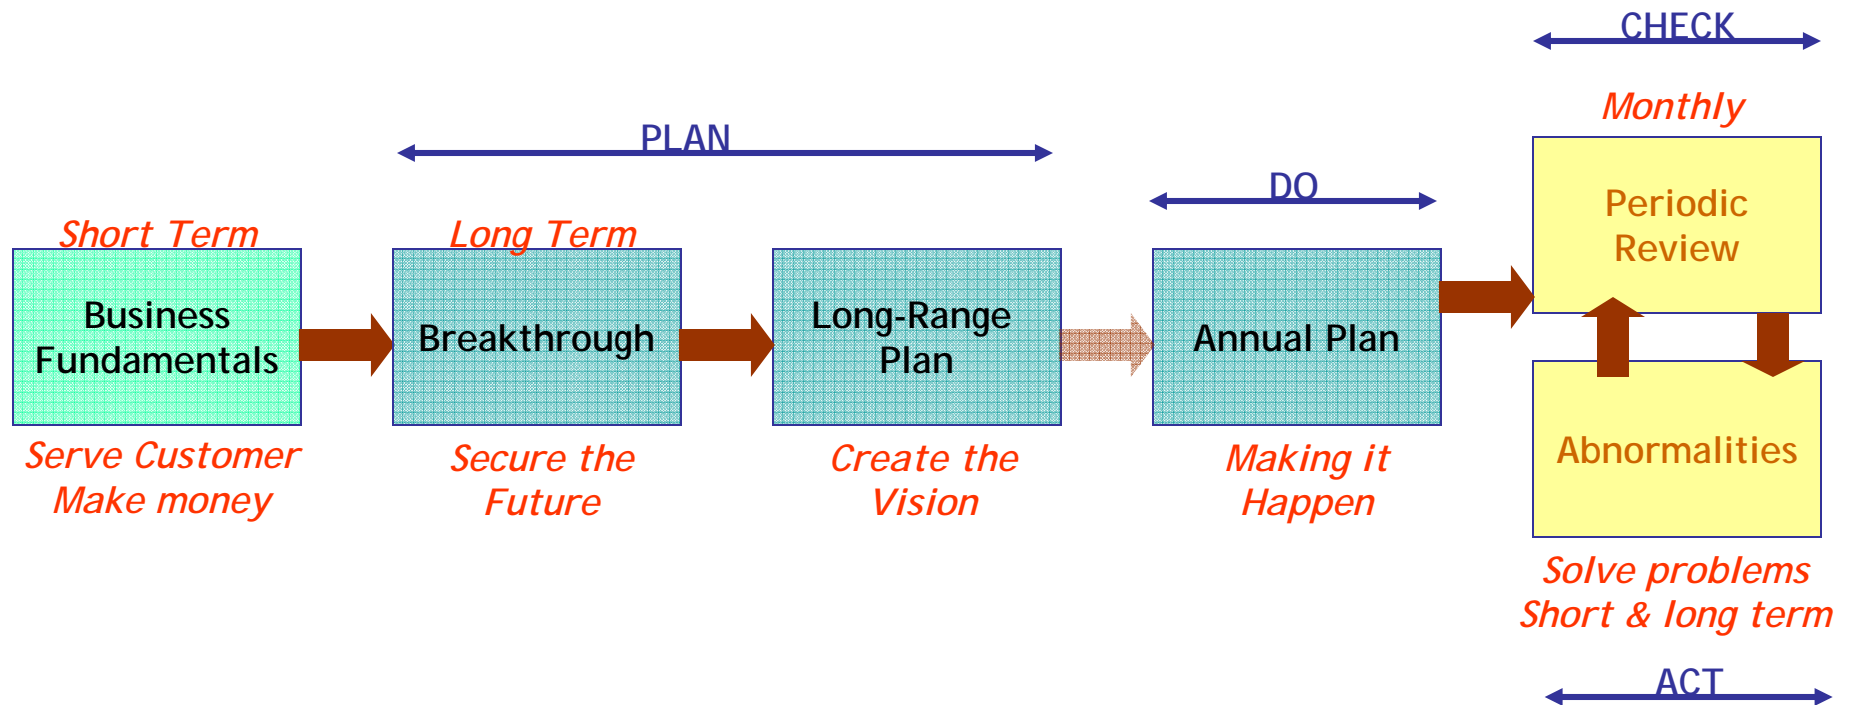 CHECK
Monthly
PLAN
DO
Periodic
Review
Short Term
Long Term
Business
Fundamentals
Breakthrough
Long-Range
Plan
Annual Plan
Abnormalities
Serve Customer
Make money
Secure the
Future
Create the
Vision
Making it
Happen
Solve problems
Short & long term
ACT